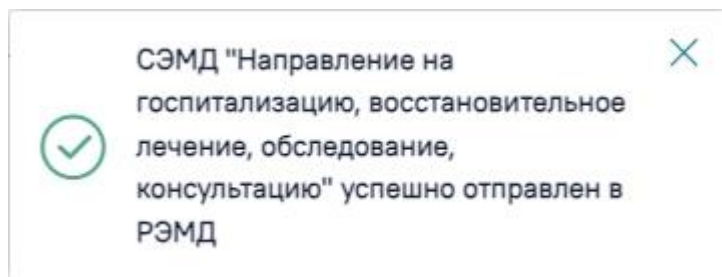 СЭМД "Направление на
госпитализацию, восстановительное
лечение, обследование,
консультацию" успешно отправлен в
РЭМД